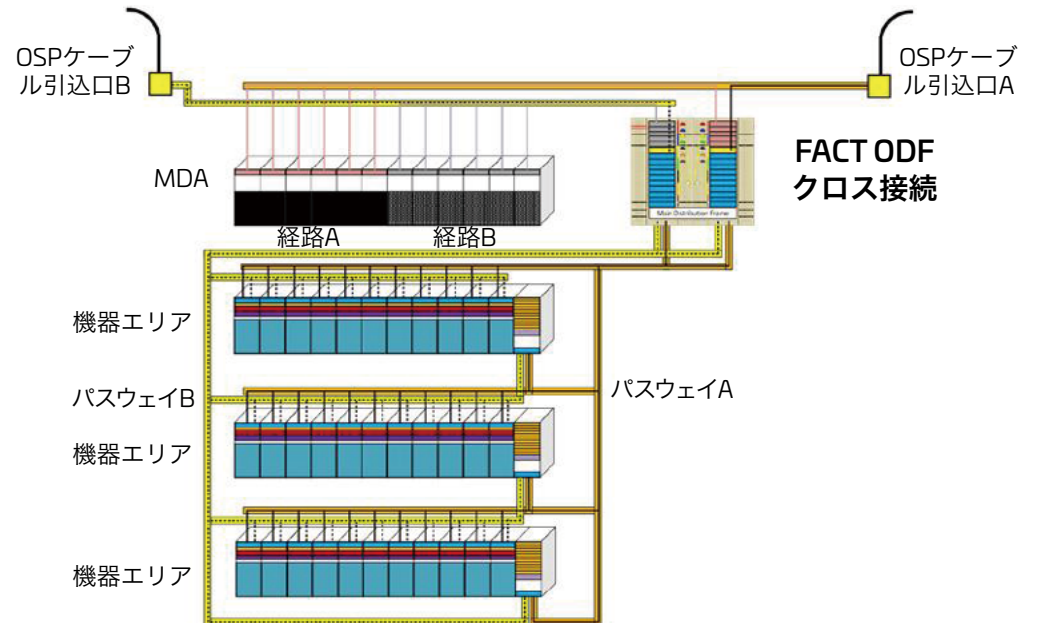 OSPケーブ
ル引込口B
OSPケーブ
ル引込口A
MDA
FACT ODF
クロス接続
Main Distribution Frame
経路A
経路B
機器エリア
パスウェイB
パスウェイA
機器エリア
機器エリア